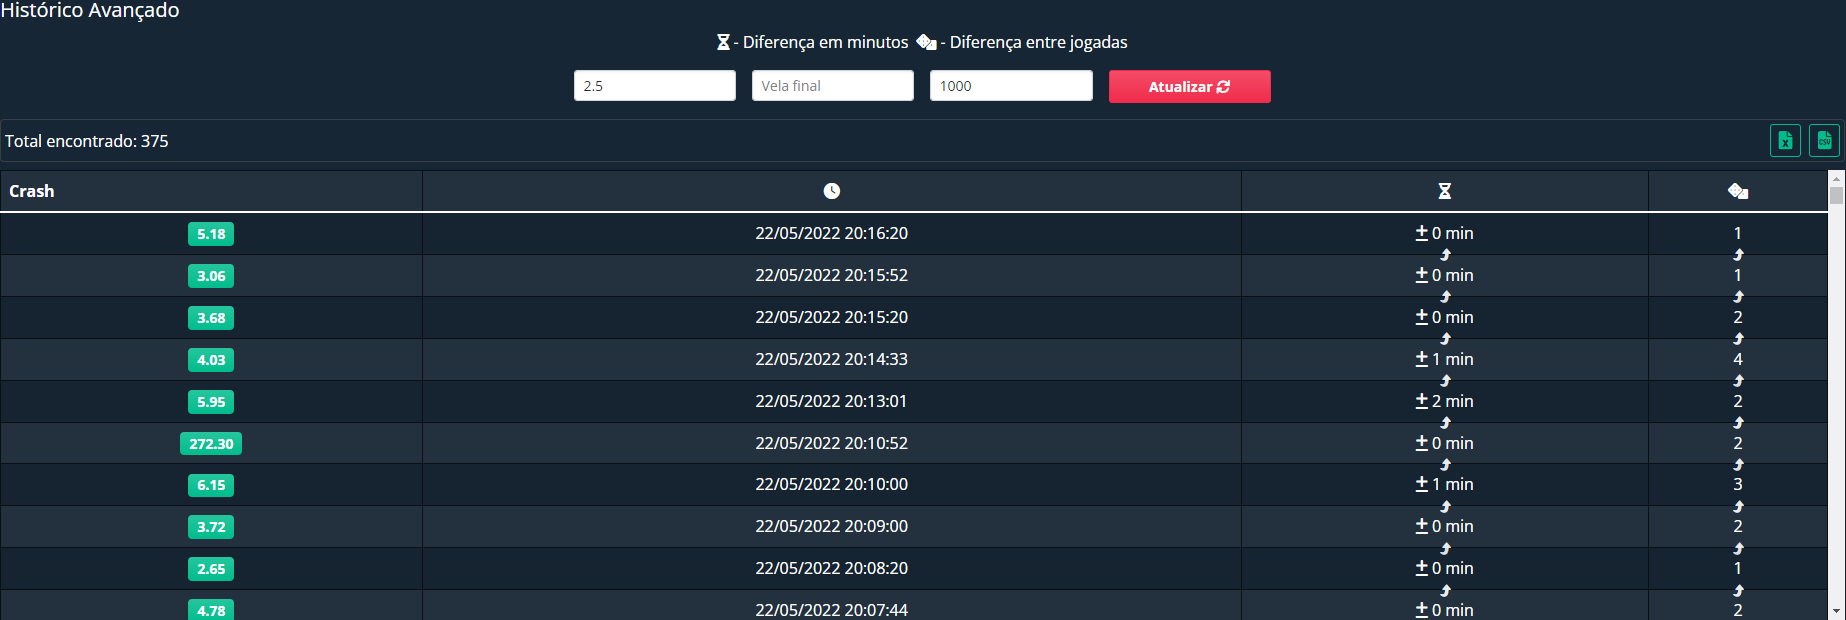 Histórico Avançado
- Diferença em minutos - Diferença entre jogadas
2.5 Vela final 1000 Atualizar
Total encontrado: 375
Crash
5.18 22/05/2022 20:16:20 ± 0 min 1
3.06 22/05/2022 20:15:52 ± 0 min 1
3.68 22/05/2022 20:15:20 ± 0 min 2
4.03 22/05/2022 20:14:33 ± 1 min 4
5.95 22/05/2022 20:13:01 ± 2 min 2
272.30 22/05/2022 20:10:52 ± 0 min 2
6.15 22/05/2022 20:10:00 ± 1 min 3
3.72 22/05/2022 20:09:00 ± 0 min 2
2.65 22/05/2022 20:08:20 ± 0 min 1
4.78 22/05/2022 20:07:44 ± 0 min 2